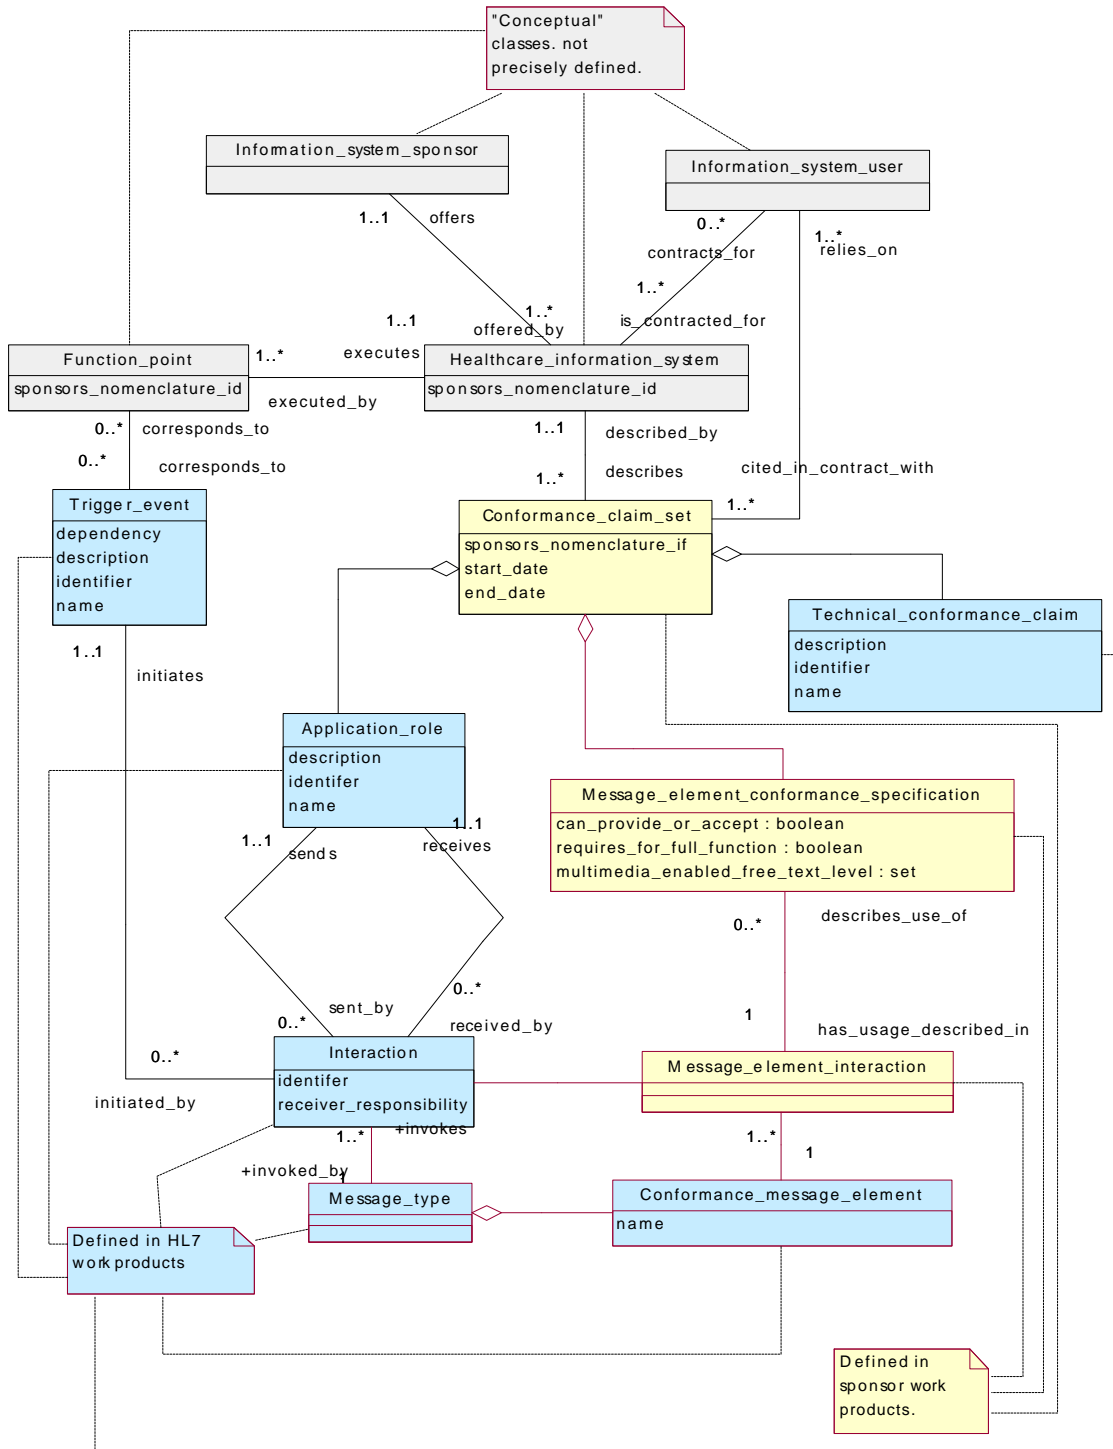 "Conceptual"
classes. not
precisely defined.
Information_system_sponsor
Information_system_user
1..1
offers
0..*
1..*
contracts_for
relies_on
1..*
1..*
1..1
offered_by
is_contracted_for
executes
Function_point
sponsors_nomenclature_id
1..*
Healthcare_information_system
sponsors_nomenclature_id
executed_by
0..*
corresponds_to
1..1
described_by
0..*
corresponds_to
1..*
describes
cited_in_contract_with
1..*
Trigger_event
dependency
description
identifier
name
Conformance_claim_set
sponsors_nomenclature_if
start_date
end_date
Technical_conformance_claim
description
identifier
name
1..1
initiates
Application_role
description
identifer
name
Message_element_conformance_specification
can_provide_or_accept : boolean
requires_for_full_function : boolean
multimedia_enabled_free_text_level : set
1..1
sends
1..1
receives
0..*
describes_use_of
0..*
sent_by
0..*
received_by
1
has_usage_described_in
Interaction
identifer
receiver_responsibility
Message_element_interaction
0..*
initiated_by
1..*
+invokes
1..*
1
+invoked_by
1
Message_type
Conformance_message_element
name
Defined in HL7
work products
Defined in
sponsor work
products.